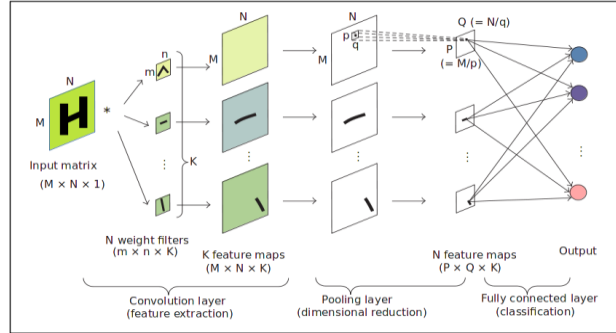 N
M
*
Input matrix
(M × N × 1)
n
m
⋮
K
N weight filters
(m × n × K)
N
M
⋮
K feature maps
(M × N × K)
N
M
p
q
⋮
Q (= N/q)
P
(= M/p)
⋮
N feature maps
(P × Q × K)
⋮
Output
Convolution layer
(feature extraction)
Pooling layer
(dimensional reduction)
Fully connected layer
(classification)